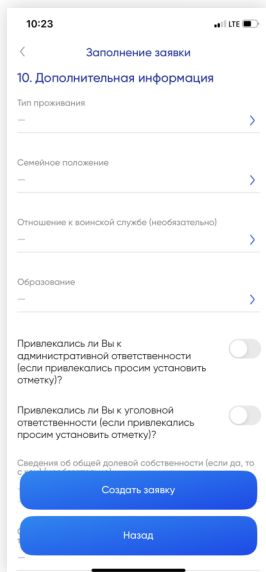 10:23
LTE
Заполнение заявки
10. Дополнительная информация
Тип проживания
—
Семейное положение
—
Отношение к воинской службе (необязательно)
—
Образование
—
Привлекались ли Вы к
административной ответственности
(если привлекались просим установить
отметку)?
Привлекались ли Вы к уголовной
ответственности (если привлекались
просим установить отметку)?
Сведения об общей долевой собственности (если да, то
Создать заявку
Назад
—